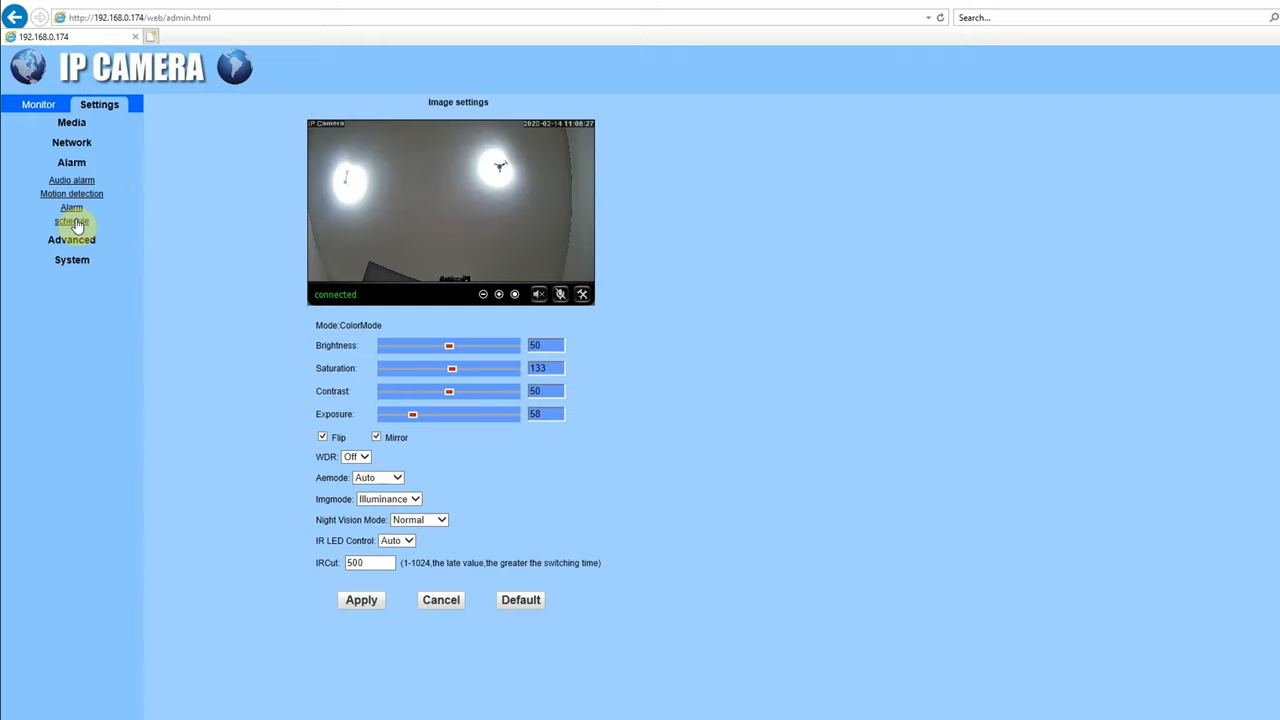 http://192.168.0.174/web/admin.html
Search...
192.168.0.174
IP CAMERA
Monitor
Settings
Media
Network
Alarm
Audio alarm
Motion detection
Alarm
schedule
Advanced
System
Image settings
IP Camera
2020-02-14 11:06:27
connected
Mode:ColorMode
Brightness: 50
Saturation: 133
Contrast: 50
Exposure: 58
Flip Mirror
WDR: Off
Aemode: Auto
Imgmode: Illuminance
Night Vision Mode: Normal
IR LED Control: Auto
IRCut: 500 (1-1024,the late value,the greater the switching time)
Apply Cancel Default